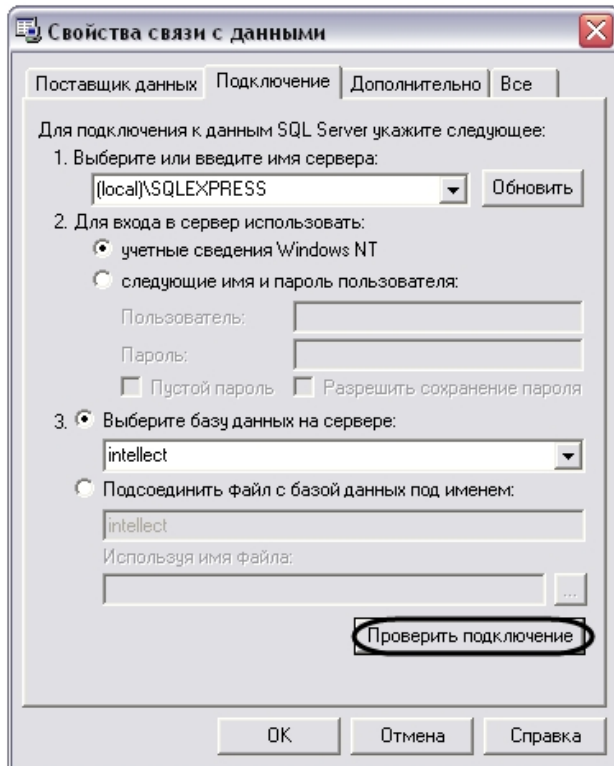 Свойства связи с данными
Поставщик данных Подключение Дополнительно Все
Для подключения к данным SQL Server укажите следующее:
1. Выберите или введите имя сервера:
(local)\SQLEXPRESS Обновить
2. Для входа в сервер использовать:
учетные сведения Windows NT
следующие имя и пароль пользователя:
Пользователь:
Пароль:
Пустой пароль Разрешить сохранение пароля
3. Выберите базу данных на сервере:
intellect
Подсоединить файл с базой данных под именем:
intellect
Используя имя файла:
...
Проверить подключение
OK Отмена Справка